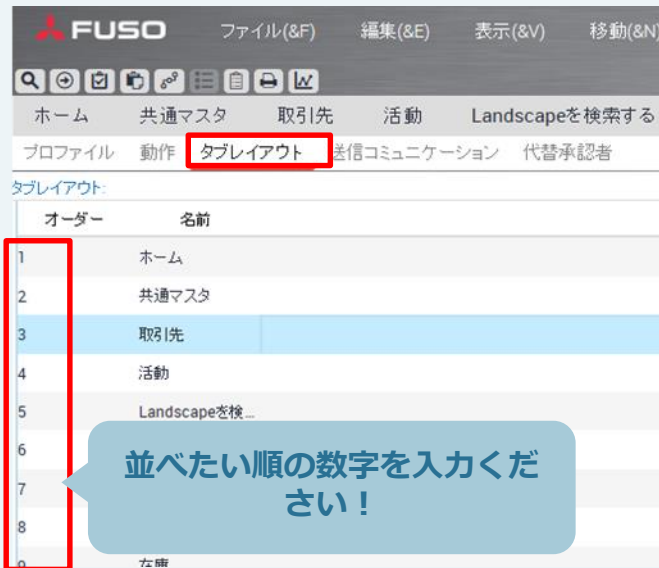 FUSO ファイル(&F) 編集(&E) 表示(&V) 移動(&N)
ホーム 共通マスタ 取引先 活動 Landscapeを検索する
プロファイル 動作 タブレイアウト 送信コミュニケーション 代替承認者
タブレイアウト:
オーダー 名前
1 ホーム
2 共通マスタ
3 取引先
4 活動
5 Landscapeを検...
6
7
8
9 在庫
並べたい順の数字を入力くだ
さい！